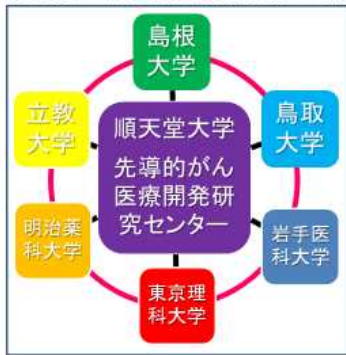 島根
大学
立教
大学
順天堂大学
先導的がん
医療開発研
究センター
鳥取
大学
明治薬
科大学
岩手医
科大学
東京理
科大学